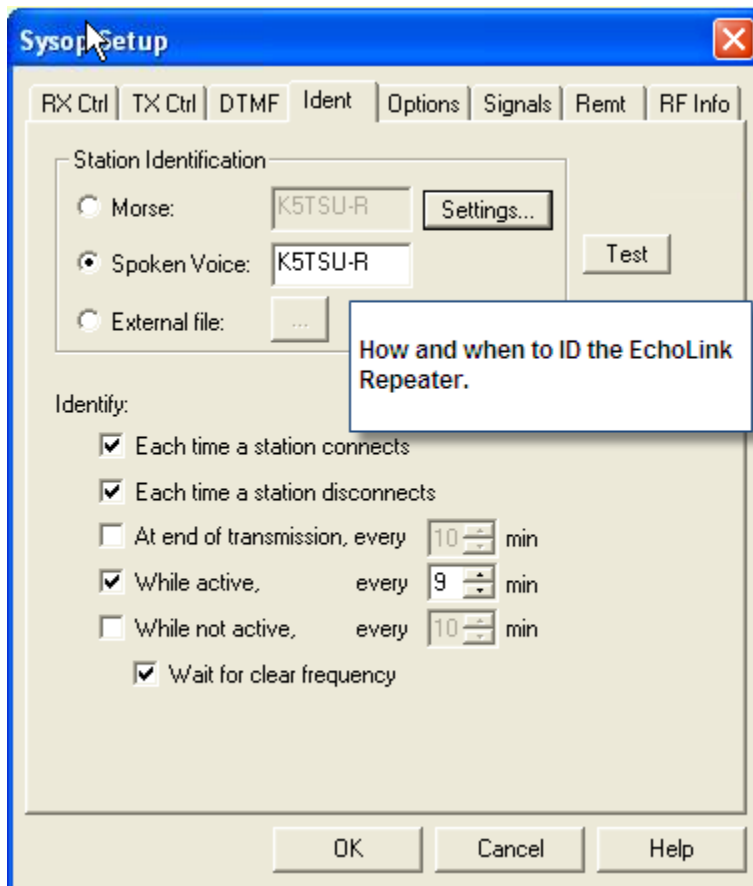 Sysop Setup
RX Ctrl TX Ctrl DTMF Ident Options Signals Remt RF Info
Station Identification
Morse: K5TSU-R Settings...
Spoken Voice: K5TSU-R Test
External file: ...
How and when to ID the EchoLink
Repeater.
Identify:
Each time a station connects
Each time a station disconnects
At end of transmission, every 10 min
While active, every 9 min
While not active, every 10 min
Wait for clear frequency
OK Cancel Help